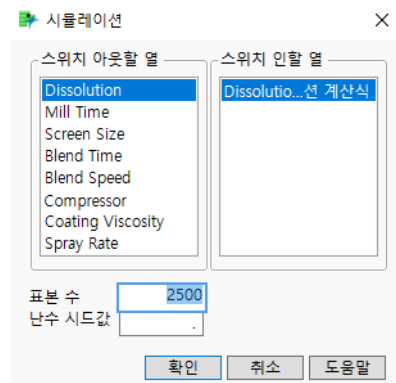 시뮬레이션
스위치 아웃할 열
Dissolution
Mill Time
Screen Size
Blend Time
Blend Speed
Compressor
Coating Viscosity
Spray Rate
스위치 인할 열
Dissolutio...션 계산식
표본 수 2500
난수 시드값 .
확인 취소 도움말